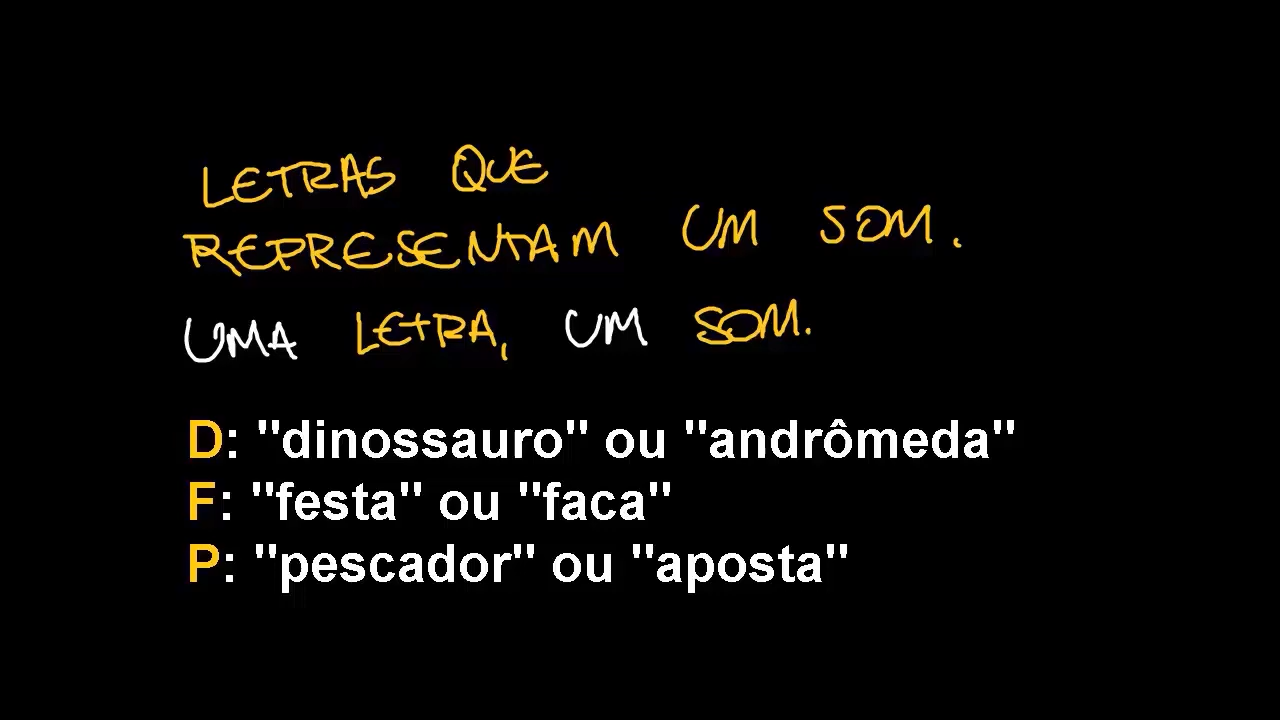 LETRAS QUE
REPRESENTAM UM SOM.
UMA LETRA, UM SOM.
D: "dinossauro" ou "andrômeda"
F: "festa" ou "faca"
P: "pescador" ou "aposta"